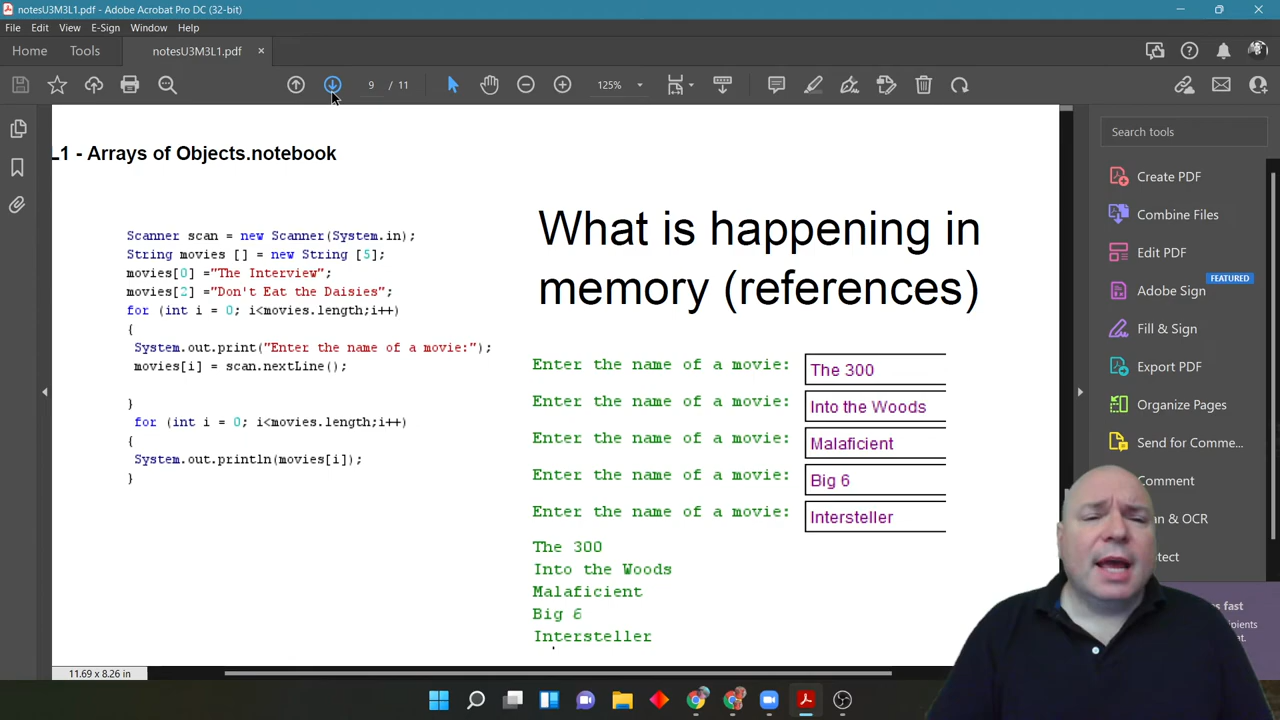 notesU3M3L1.pdf - Adobe Acrobat Pro DC (32-bit)
File Edit View E-Sign Window Help
Home Tools notesU3M3L1.pdf ×
9 / 11 125%
L1 - Arrays of Objects.notebook
Scanner scan = new Scanner(System.in);
String movies [] = new String [5];
movies[0] ="The Interview";
movies[2] ="Don't Eat the Daisies";
for (int i = 0; i<movies.length;i++)
{
System.out.print("Enter the name of a movie:");
movies[i] = scan.nextLine();
}
for (int i = 0; i<movies.length;i++)
{
System.out.println(movies[i]);
}
What is happening in
memory (references)
Enter the name of a movie: The 300
Enter the name of a movie: Into the Woods
Enter the name of a movie: Malaficient
Enter the name of a movie: Big 6
Enter the name of a movie: Intersteller
The 300
Into the Woods
Malaficient
Big 6
Intersteller
11.69 x 8.26 in
Search tools
Create PDF
Combine Files
Edit PDF
FEATURED
Adobe Sign
Fill & Sign
Export PDF
Organize Pages
Send for Comme...
Comment
& OCR
fast